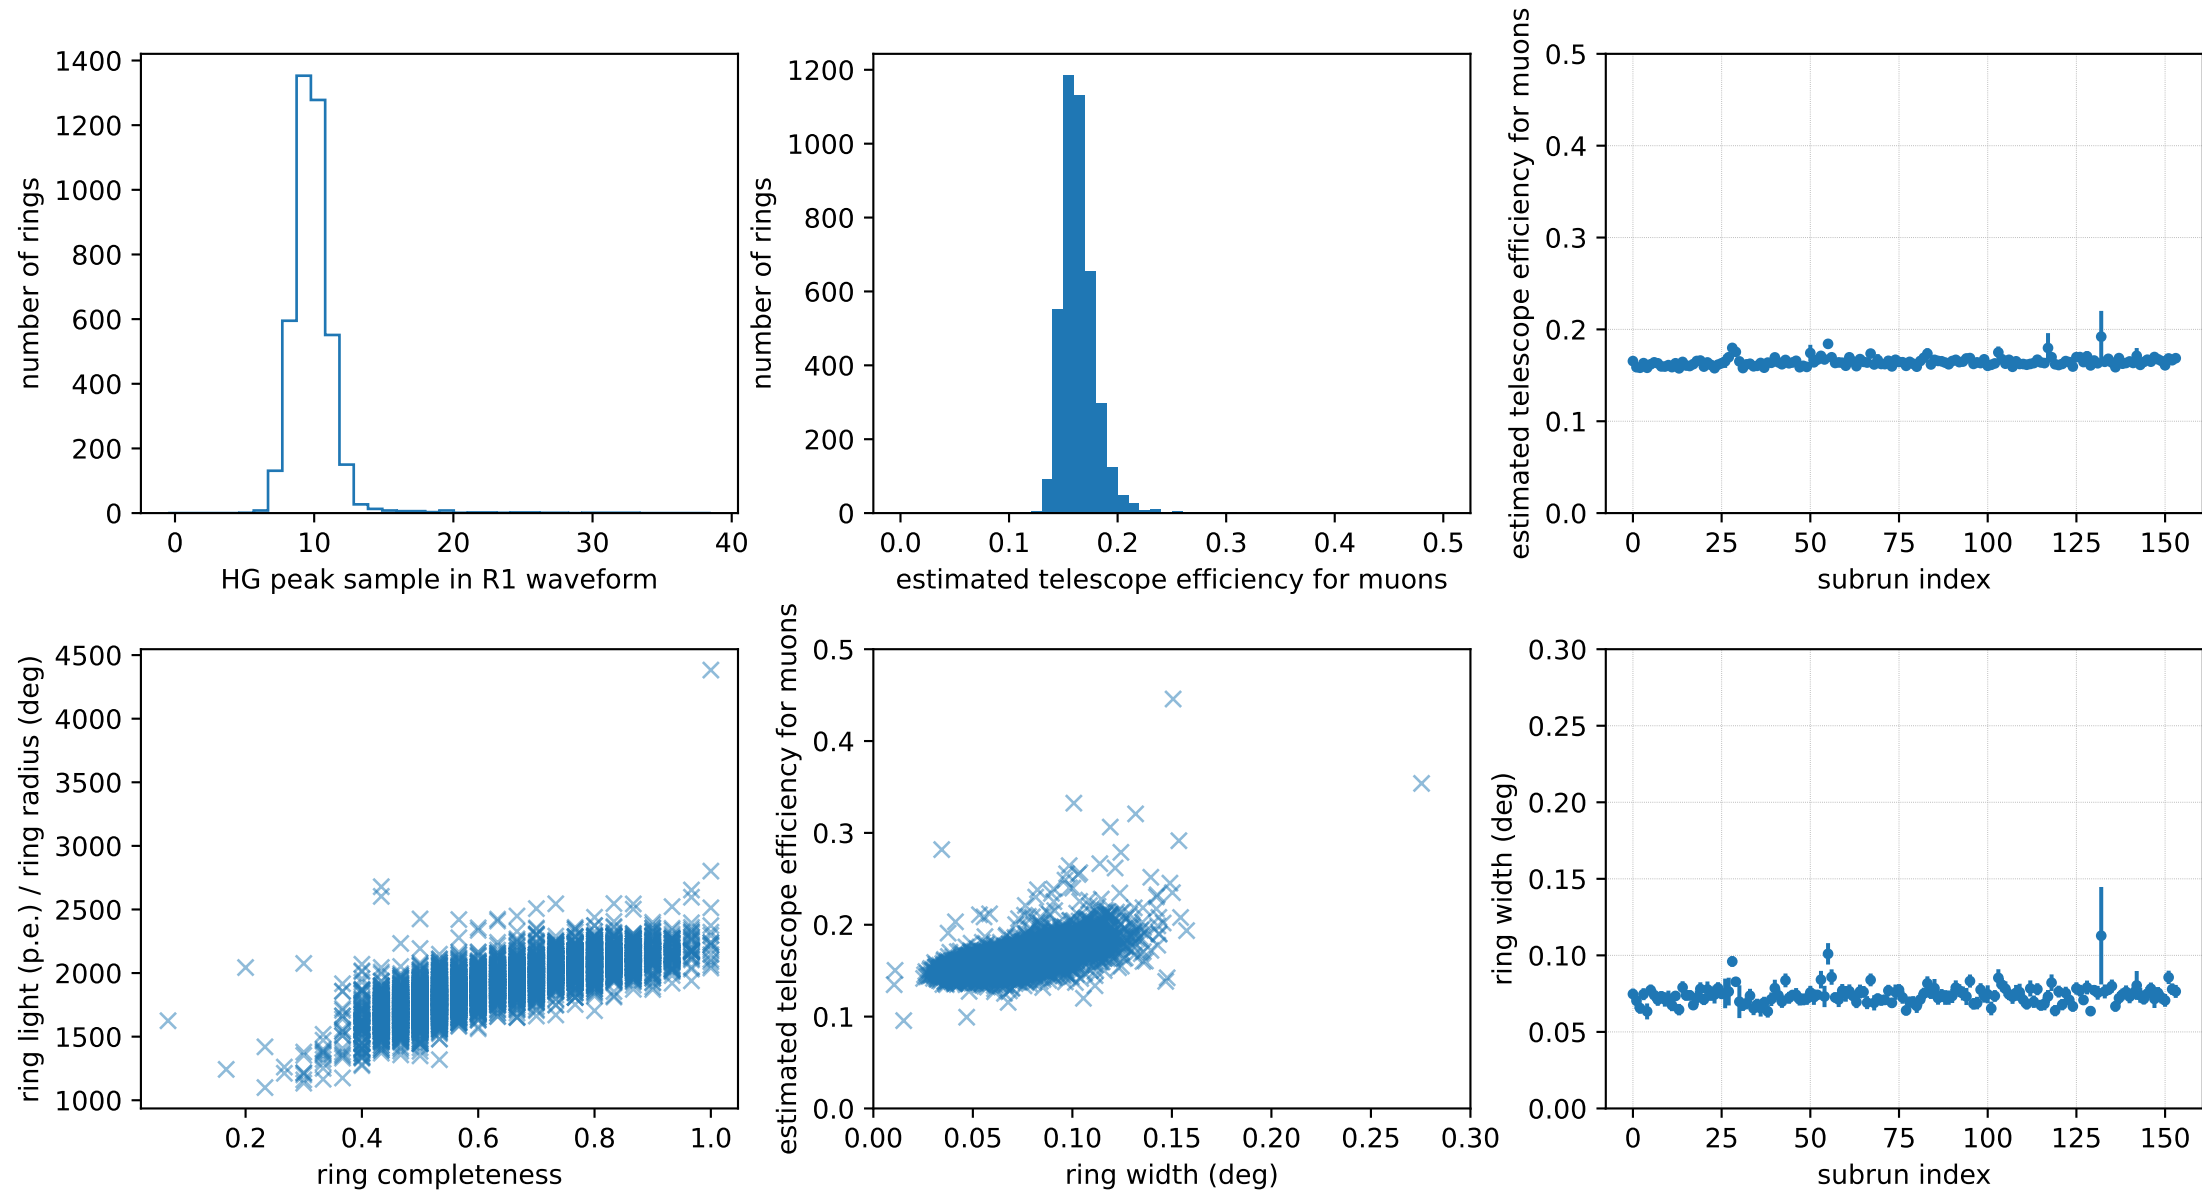 number of rings
1400
1200
1000
800
600
400
200
0
0 10 20 30 40
HG peak sample in R1 waveform
number of rings
1200
1000
800
600
400
200
0
0.0 0.1 0.2 0.3 0.4 0.5
estimated telescope efficiency for muons
estimated telescope efficiency for muons
0.5
0.4
0.3
0.2
0.1
0.0
0 25 50 75 100 125 150
subrun index
ring light (p.e.) / ring radius (deg)
4500
4000
3500
3000
2500
2000
1500
1000
0.2 0.4 0.6 0.8 1.0
ring completeness
estimated telescope efficiency for muons
0.5
0.4
0.3
0.2
0.1
0.0
0.00 0.05 0.10 0.15 0.20 0.25 0.30
ring width (deg)
ring width (deg)
0.30
0.25
0.20
0.15
0.10
0.05
0.00
0 25 50 75 100 125 150
subrun index